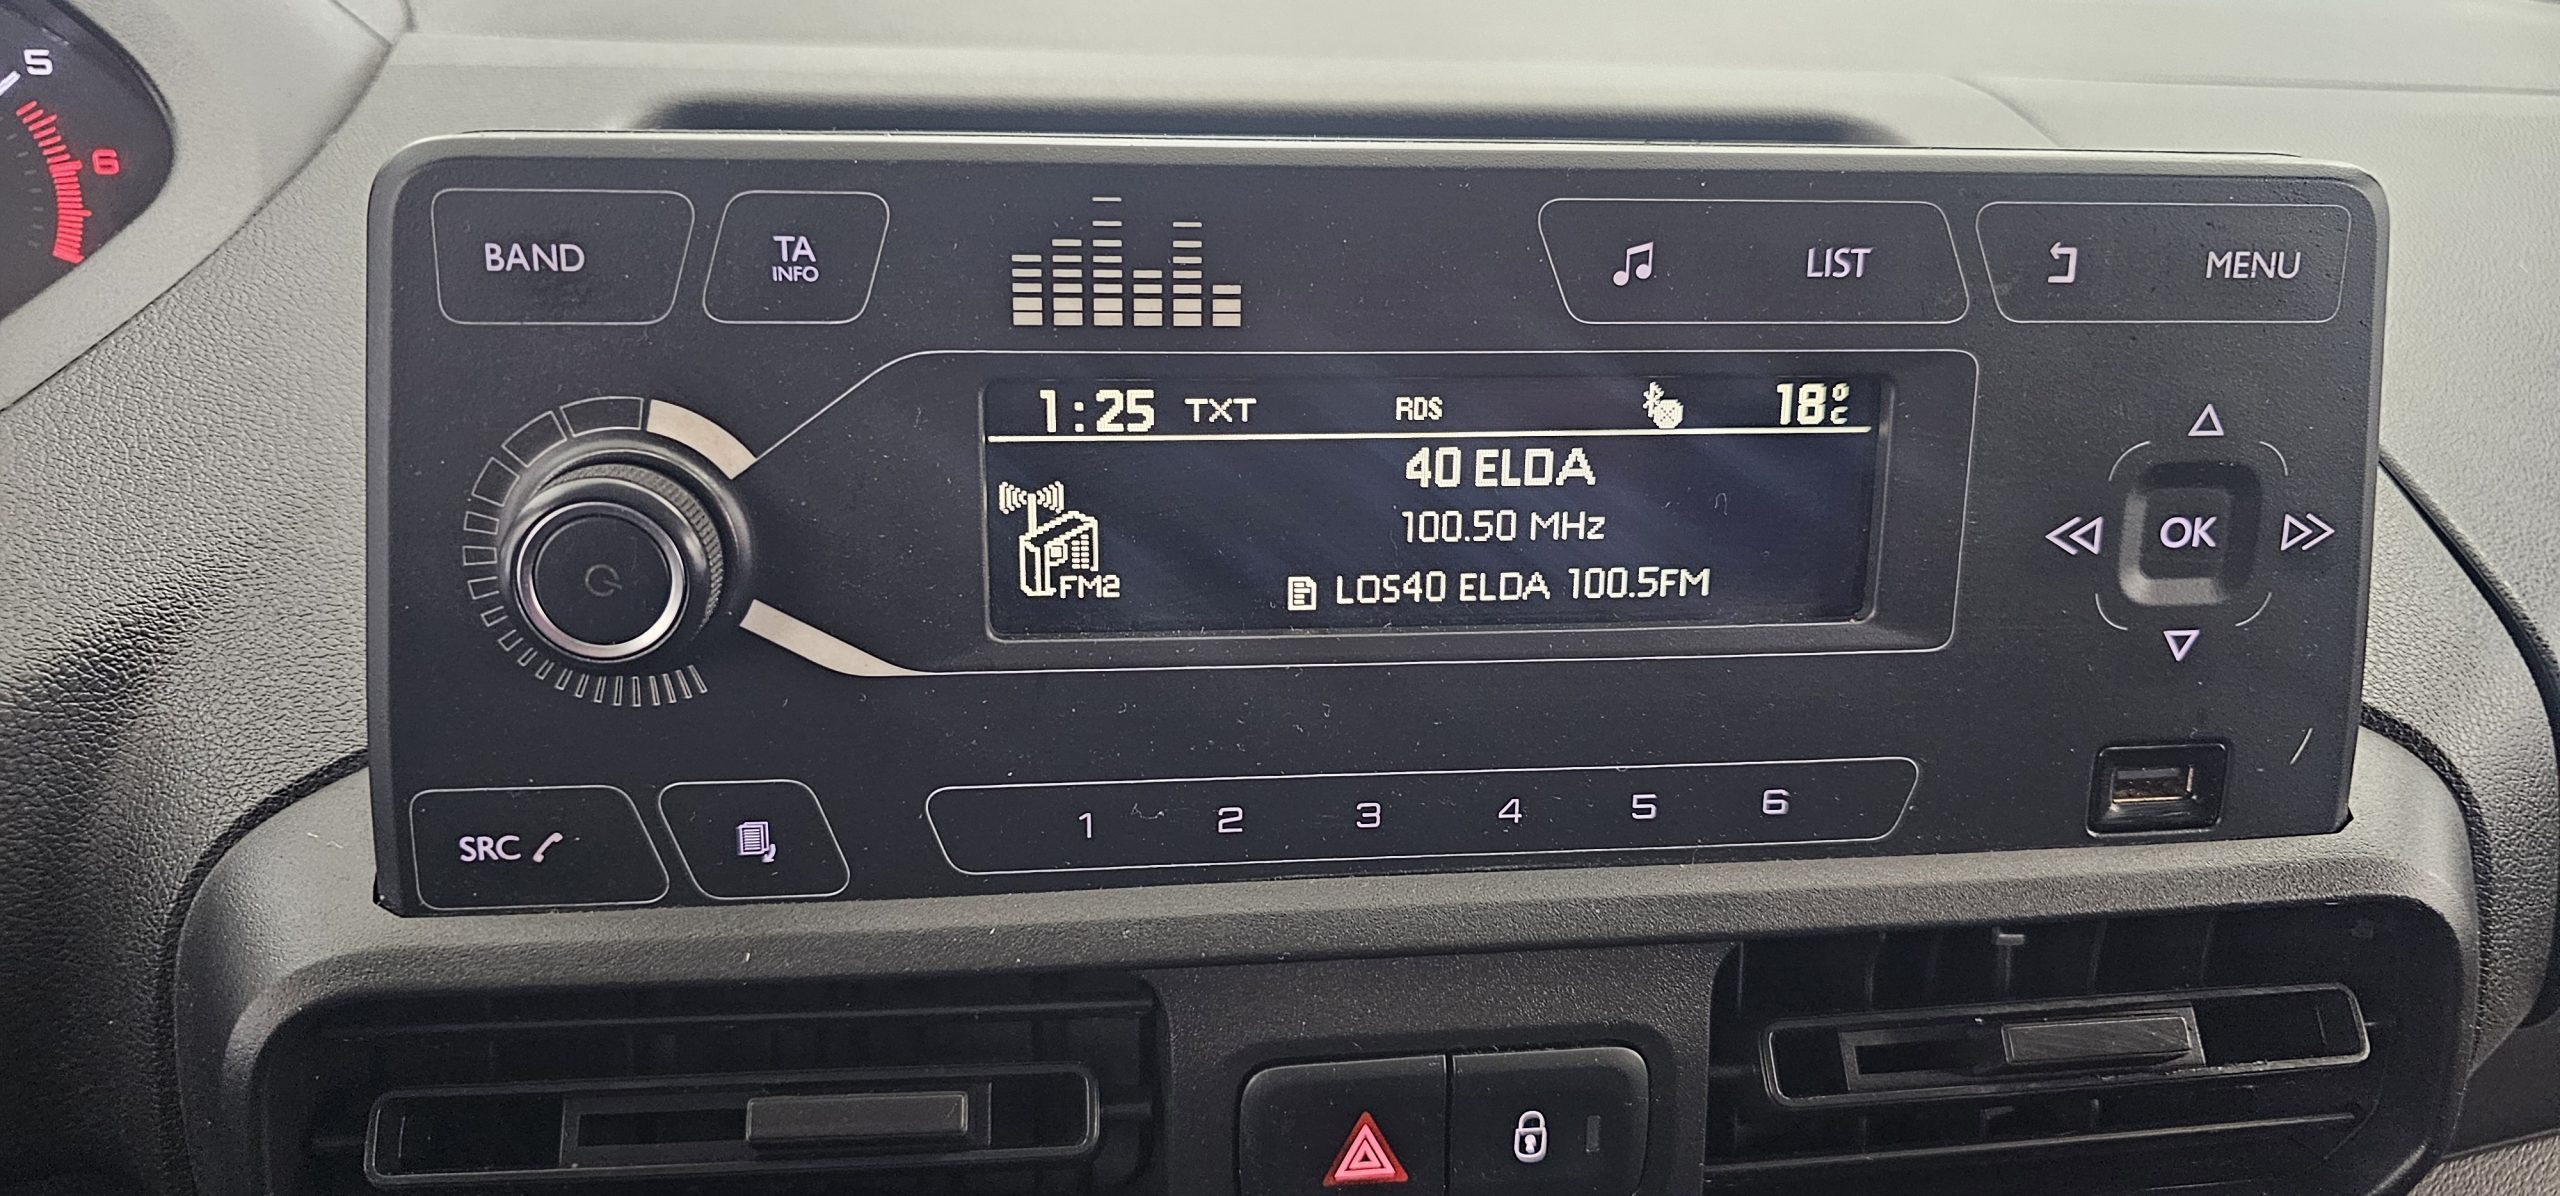 5
6
BAND
TA
INFO
LIST
MENU
1:25 TXT RDS 18°C
40 ELDA
100.50 MHz
FM2
LOS40 ELDA 100.5FM
OK
SRC
1 2 3 4 5 6